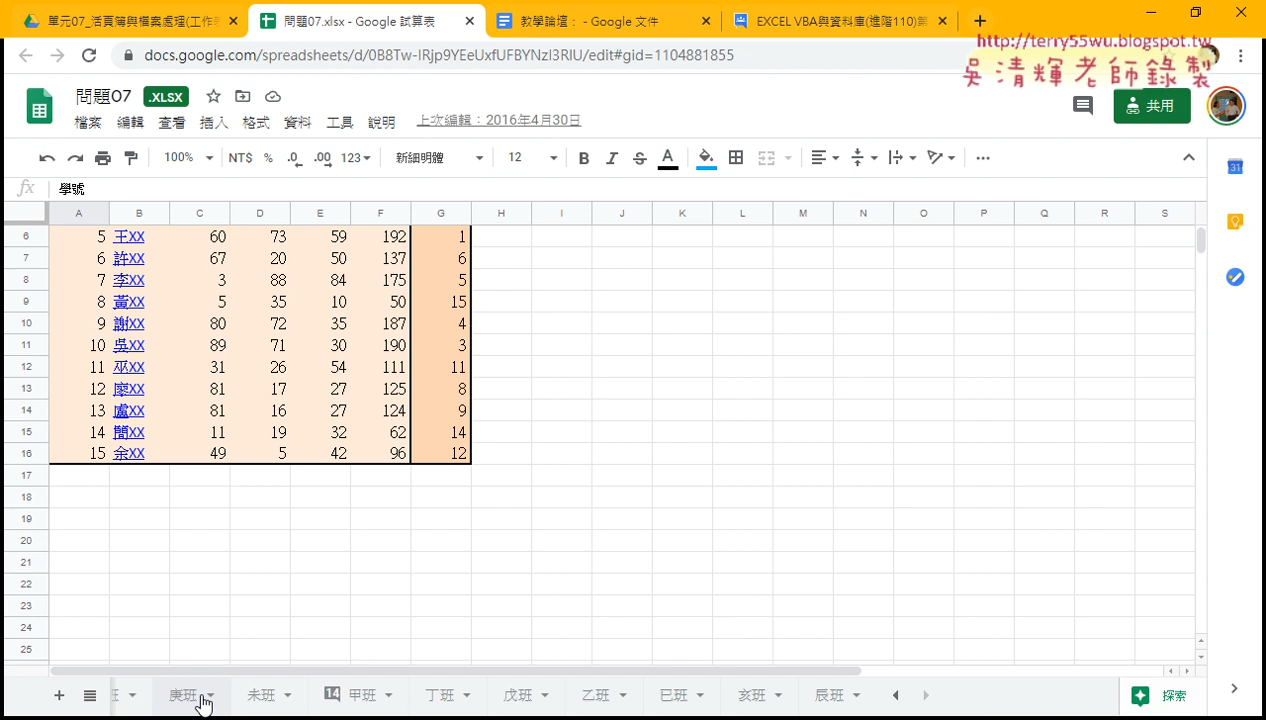 單元07_活頁簿與檔案處理(工作表
問題07.xlsx - Google 試算表
教學論壇： - Google 文件
EXCEL VBA與資料庫(進階110)第
docs.google.com/spreadsheets/d/0B8Tw-IRjp9YEeUxfUFBYNzI3RlU/edit#gid=1104881855
http://terry55wu.blogspot.tw
吳清輝老師錄製
問題07 .XLSX
檔案 編輯 查看 插入 格式 資料 工具 說明 上次編輯：2016年4月30日
共用
100% NT$ % .0 .00 123 新細明體 12 B I S A
31
fx 學號
A B C D E F G H I J K L M N O P Q R S
6 5 王XX 60 73 59 192 1
7 6 許XX 67 20 50 137 6
8 7 李XX 3 88 84 175 5
9 8 黃XX 5 35 10 50 15
10 9 謝XX 80 72 35 187 4
11 10 吳XX 89 71 30 190 3
12 11 巫XX 31 26 54 111 11
13 12 廖XX 81 17 27 125 8
14 13 盧XX 81 16 27 124 9
15 14 簡XX 11 19 32 62 14
16 15 余XX 49 5 42 96 12
17
18
19
20
21
22
23
24
25
庚班 未班 14 甲班 丁班 戊班 乙班 巳班 亥班 辰班 探索